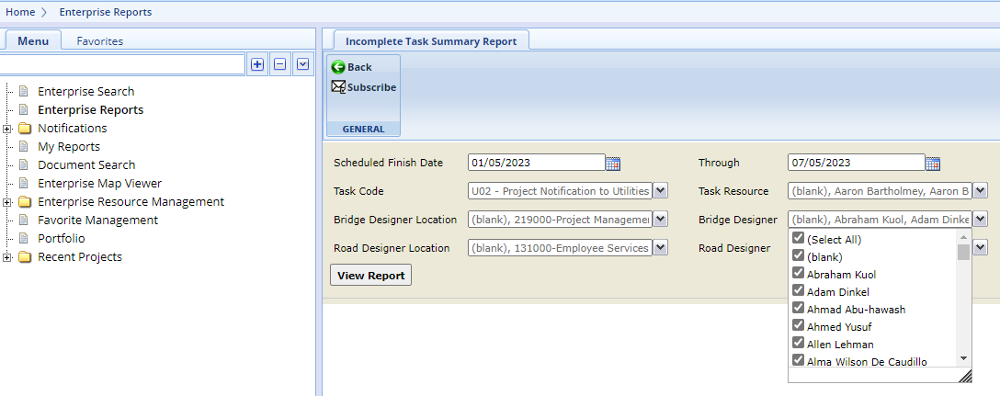 Home > Enterprise Reports
Menu Favorites
Enterprise Search
Enterprise Reports
Notifications
My Reports
Document Search
Enterprise Map Viewer
Enterprise Resource Management
Favorite Management
Portfolio
Recent Projects
Incomplete Task Summary Report
Back
Subscribe
GENERAL
Scheduled Finish Date 01/05/2023 Through 07/05/2023
Task Code U02 - Project Notification to Utilities Task Resource (blank), Aaron Bartholmey, Aaron B
Bridge Designer Location (blank), 219000-Project Manageme Bridge Designer (blank), Abraham Kuol, Adam Dinke
Road Designer Location (blank), 131000-Employee Services Road Designer
View Report
(Select All)
(blank)
Abraham Kuol
Adam Dinkel
Ahmad Abu-hawash
Ahmed Yusuf
Allen Lehman
Alma Wilson De Caudillo